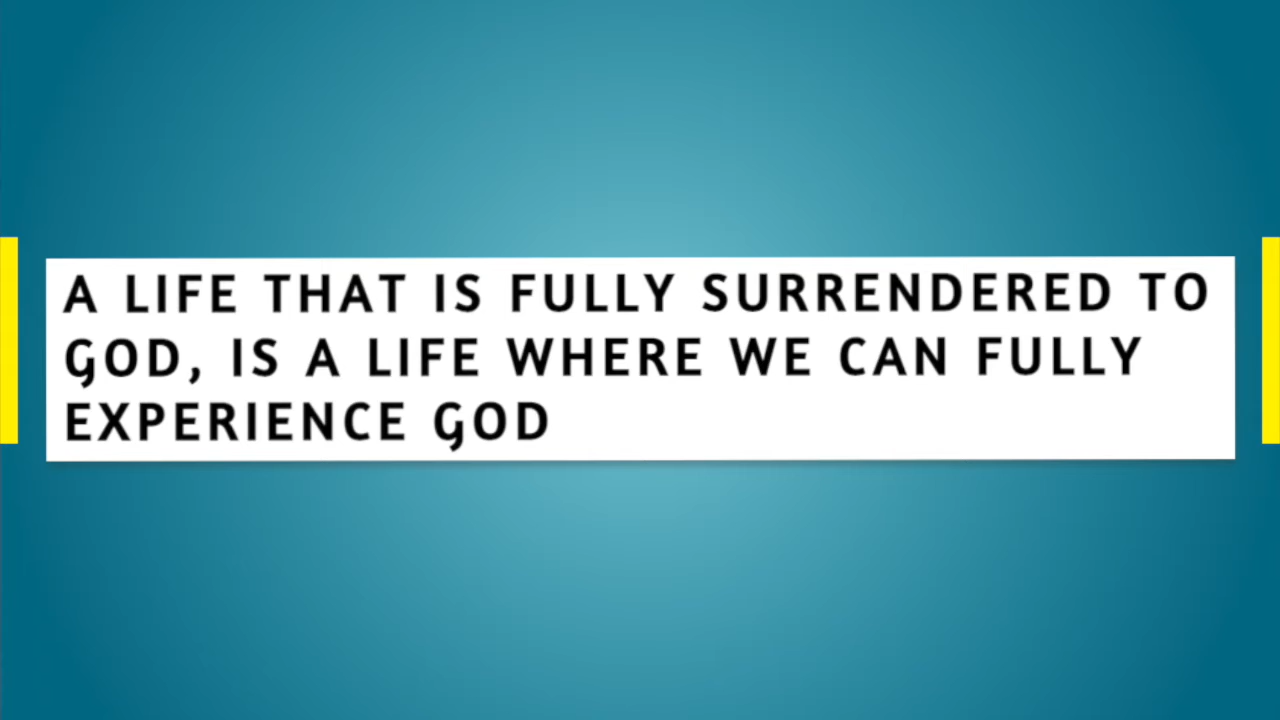 A LIFE THAT IS FULLY SURRENDERED TO
GOD, IS A LIFE WHERE WE CAN FULLY
EXPERIENCE GOD